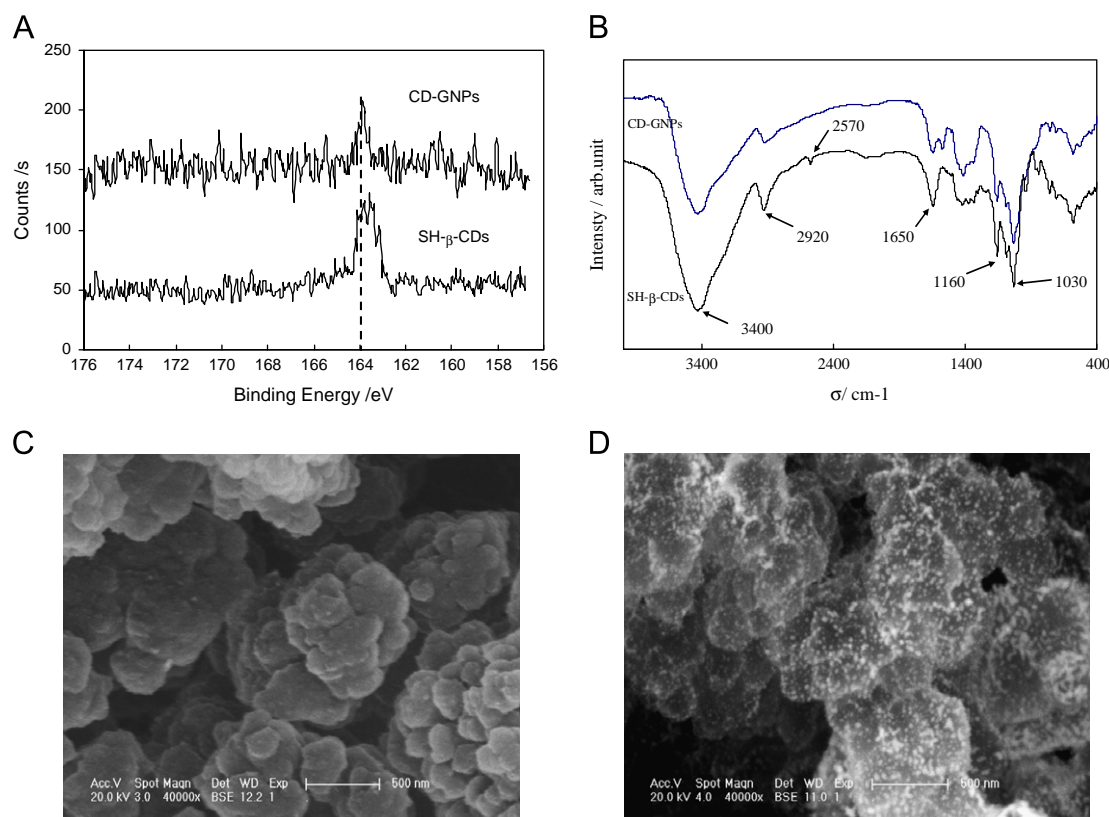 A
250
200
150
100
50
0
Counts /s
CD-GNPs
SH-β-CDs
176 174 172 170 168 166 164 162 160 158 156
Binding Energy /eV
B
Intensty / arb.unit
CD-GNPs
2570
2920
1650
1160
1030
SH-β-CDs
3400
3400 2400 1400 400
σ/ cm-1
C
Acc.V Spot Magn Det WD Exp
20.0 kV 3.0 40000x BSE 12.2 1
500 nm
D
Acc.V Spot Magn Det WD Exp
20.0 kV 4.0 40000x BSE 11.0 1
500 nm